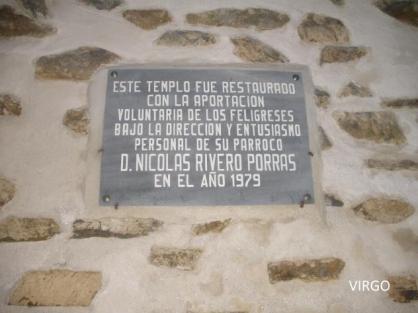 ESTE TEMPLO FUE RESTAURADO
CON LA APORTACION
VOLUNTARIA DE LOS FELIGRESES
BAJO LA DIRECCION Y ENTUSIASMO
PERSONAL DE SU PARROCO
D. NICOLAS RIVERO PORRAS
EN EL AÑO 1979
VIRGO